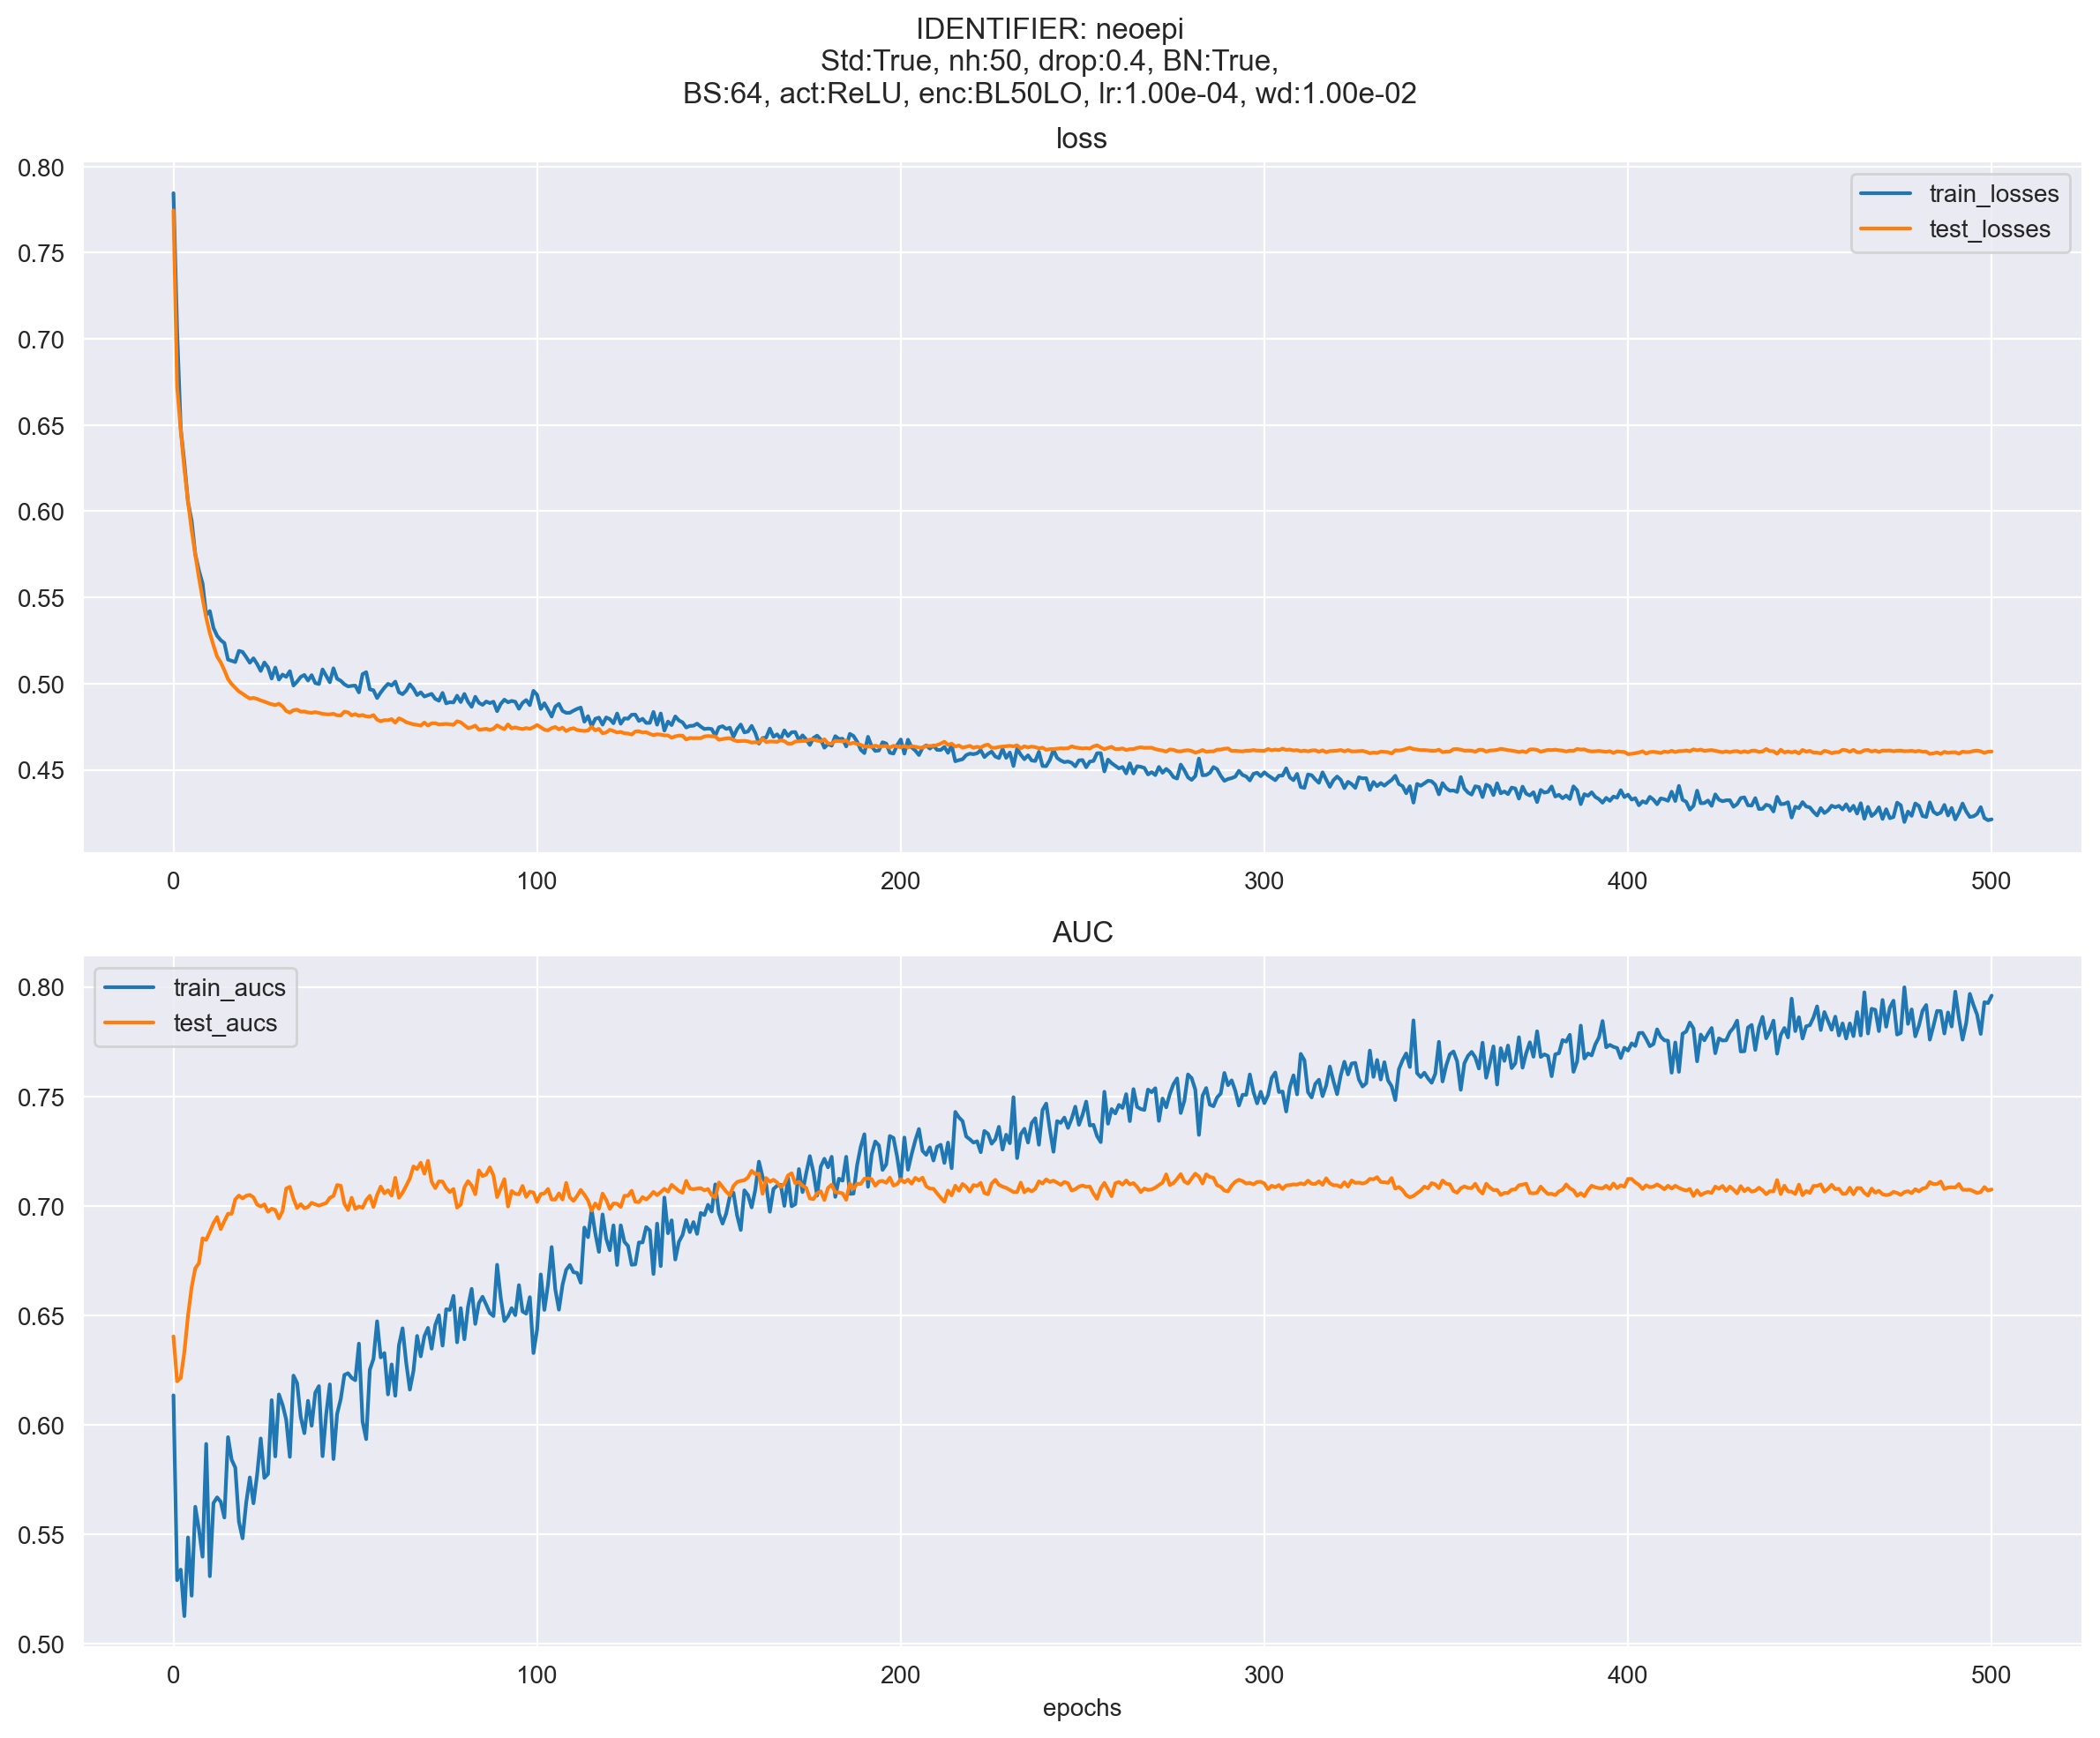 IDENTIFIER: neoepi
Std:True, nh:50, drop:0.4, BN:True,
BS:64, act:ReLU, enc:BL50LO, lr:1.00e-04, wd:1.00e-02
loss
0.80
0.75
0.70
0.65
0.60
0.55
0.50
0.45
train_losses
test_losses
0 100 200 300 400 500
AUC
0.80
0.75
0.70
0.65
0.60
0.55
0.50
train_aucs
test_aucs
0 100 200 300 400 500
epochs